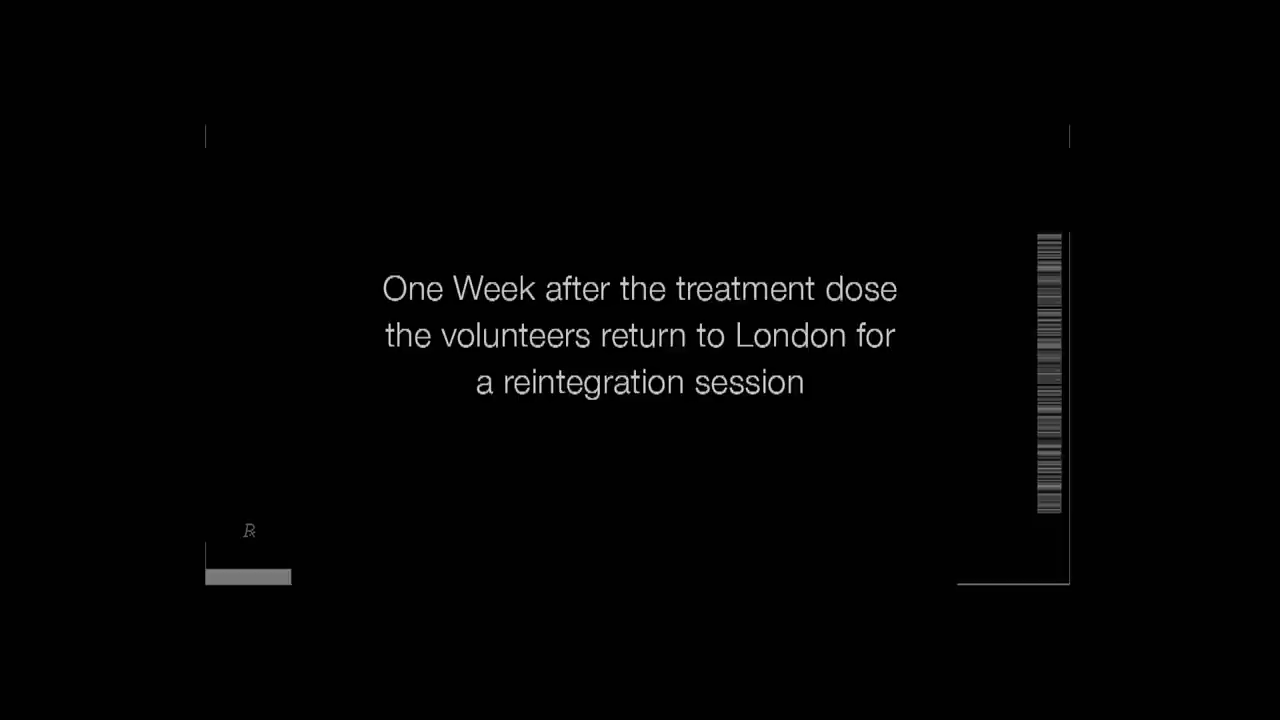 One Week after the treatment dose
the volunteers return to London for
a reintegration session
℞